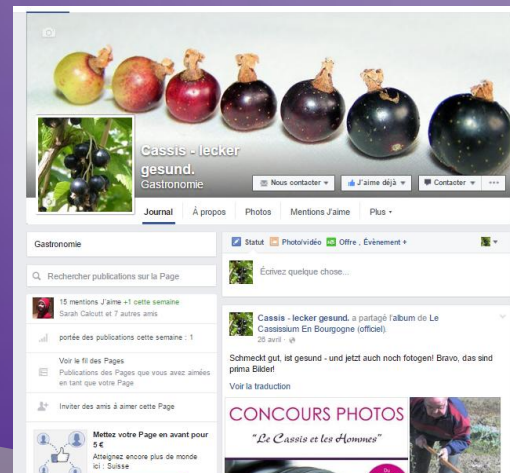 Cassis - lecker
gesund.
Gastronomie
Nous contacter
J'aime déjà
Contacter
Journal À propos Photos Mentions J'aime Plus
Gastronomie
Rechercher publications sur la Page
15 mentions J'aime +1 cette semaine
Sarah Calcutt et 7 autres amis
portée des publications cette semaine : 1
Voir le fil des Pages
Publications des Pages que vous avez aimées
en tant que votre Page
Inviter des amis à aimer cette Page
Mettez votre Page en avant pour
5 €
Atteignez encore plus de monde
ici : Suisse
Statut Photo/vidéo Offre , Évènement +
Écrivez quelque chose...
Cassis - lecker gesund. a partagé l'album de Le
Cassissium En Bourgogne (officiel).
26 avril
Schmeckt gut, ist gesund - und jetzt auch noch fotogen! Bravo, das sind
prima Bilder!
Voir la traduction
CONCOURS PHOTOS
"Le Cassis et les Hommes"